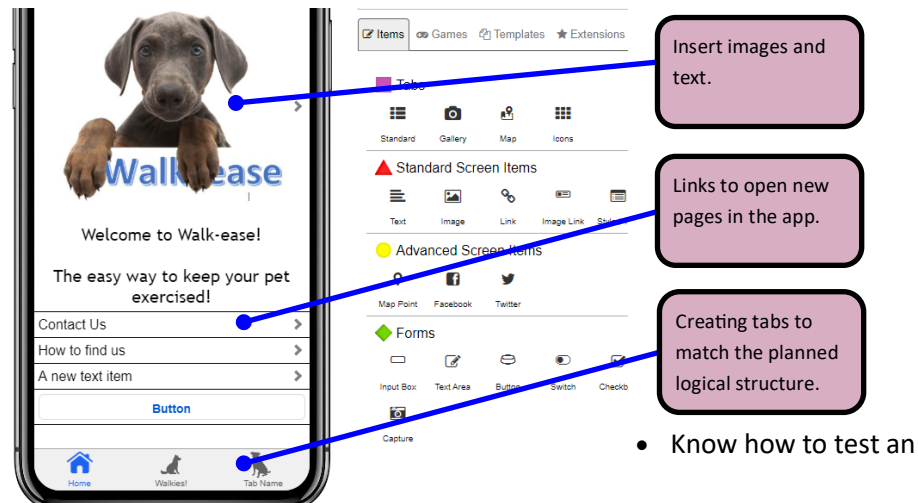 Items Games Templates Extensions
Insert images and
text.
Tabs
Standard Gallery Map Icons
Standard Screen Items
Text Image Link Image Link
Links to open new
pages in the app.
Advanced Screen Items
Map Point Facebook Twitter
Forms
Input Box Text Area Button Switch Checkb
Capture
Creating tabs to
match the planned
logical structure.
• Know how to test an
Walk-ease
Welcome to Walk-ease!
The easy way to keep your pet
exercised!
Contact Us
How to find us
A new text item
Button
Home Walkies! Tab Name